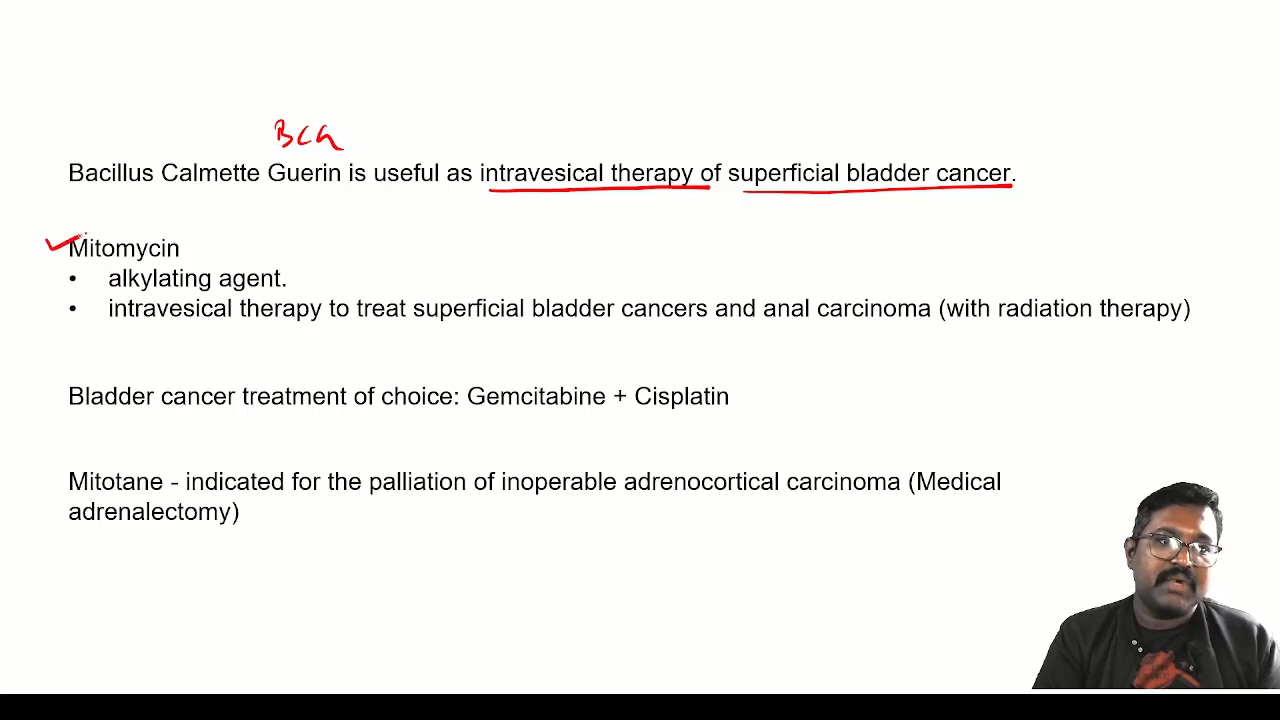 BCG
Bacillus Calmette Guerin is useful as intravesical therapy of superficial bladder cancer.
Mitomycin
• alkylating agent.
• intravesical therapy to treat superficial bladder cancers and anal carcinoma (with radiation therapy)
Bladder cancer treatment of choice: Gemcitabine + Cisplatin
Mitotane - indicated for the palliation of inoperable adrenocortical carcinoma (Medical
adrenalectomy)